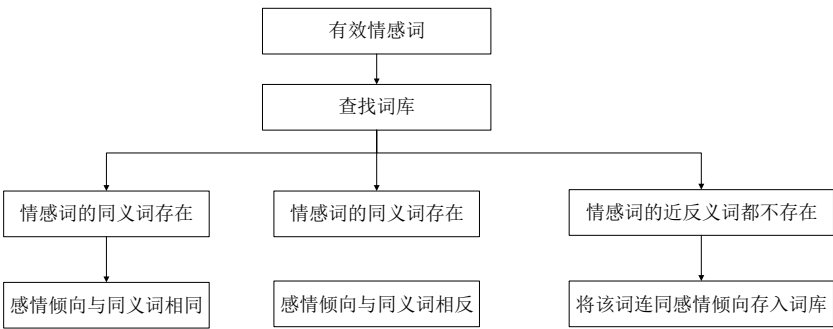 有效情感词
查找词库
情感词的同义词存在
情感词的同义词存在
情感词的近反义词都不存在
感情倾向与同义词相同
感情倾向与同义词相反
将该词连同感情倾向存入词库